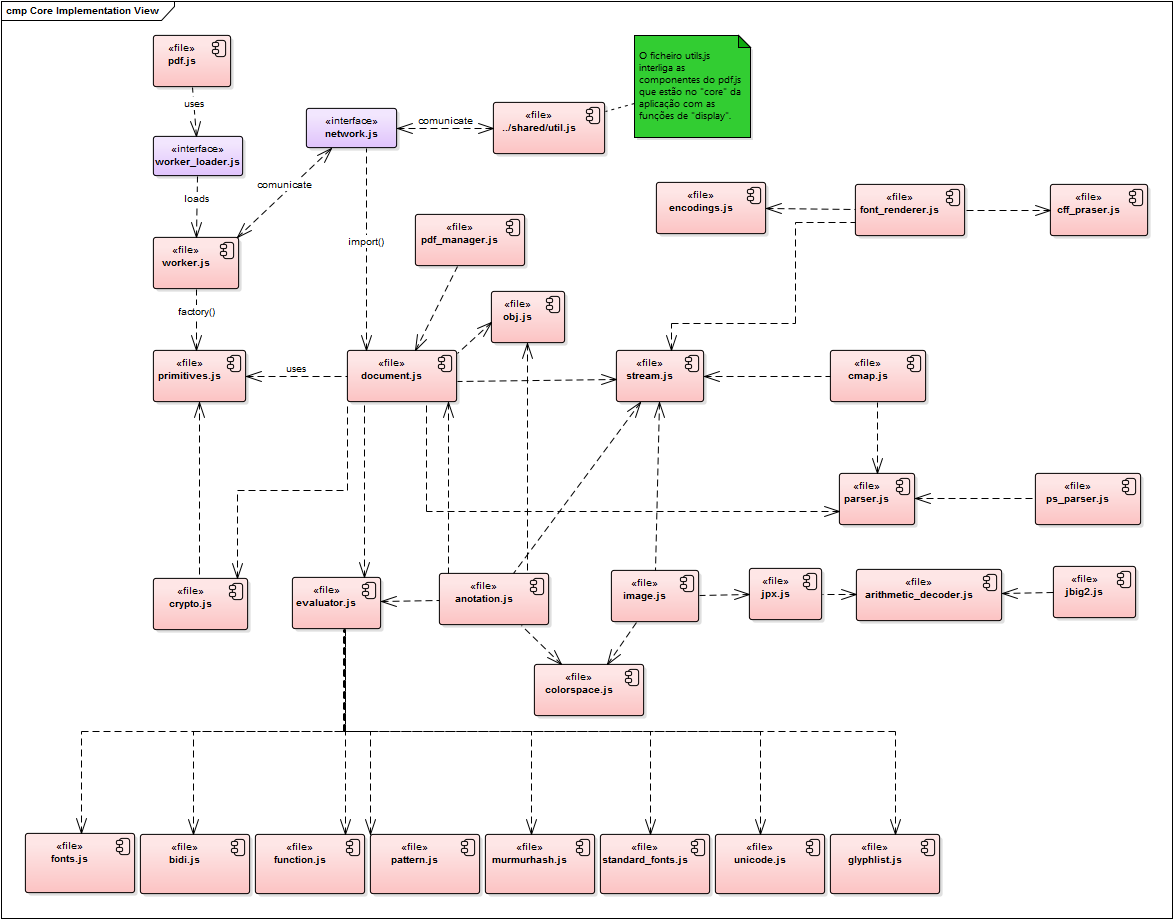 cmp Core Implementation View
«file»
pdf.js
uses
«interface»
worker_loader.js
loads
«file»
worker.js
factory()
«interface»
network.js
comunicate
comunicate
import()
«file»
../shared/util.js
O ficheiro utils.js
interliga as
componentes do pdf.js
que estão no "core" da
aplicação com as
funções de "display".
«file»
encodings.js
«file»
font_renderer.js
«file»
cff_praser.js
«file»
pdf_manager.js
«file»
obj.js
«file»
primitives.js
uses
«file»
document.js
«file»
stream.js
«file»
cmap.js
«file»
parser.js
«file»
ps_parser.js
«file»
crypto.js
«file»
evaluator.js
«file»
anotation.js
«file»
image.js
«file»
jpx.js
«file»
arithmetic_decoder.js
«file»
jbig2.js
«file»
colorspace.js
«file»
fonts.js
«file»
bidi.js
«file»
function.js
«file»
pattern.js
«file»
murmurhash.js
«file»
standard_fonts.js
«file»
unicode.js
«file»
glyphlist.js